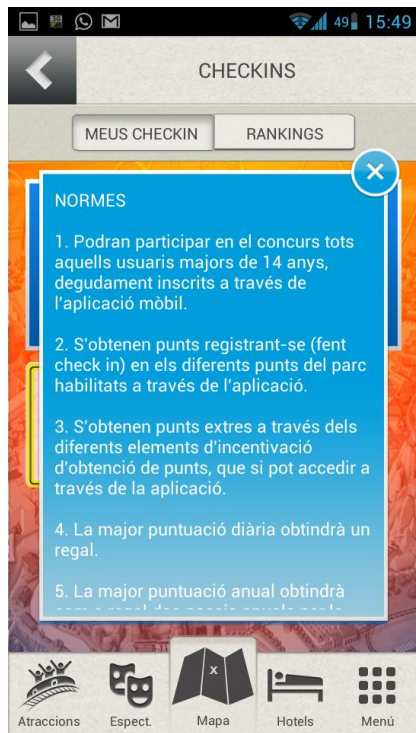 3G
49
15:49
CHECKINS
MEUS CHECKIN
RANKINGS
NORMES
1. Podran participar en el concurs tots
aquells usuaris majors de 14 anys,
degudament inscrits a través de
l'aplicació mòbil.
2. S'obtenen punts registrant-se (fent
check in) en els diferents punts del parc
habilitats a través de l'aplicació.
3. S'obtenen punts extres a través dels
diferents elements d'incentivació
d'obtenció de punts, que si pot accedir a
través de la aplicació.
4. La major puntuació diària obtindrà un
regal.
5. La major puntuació anual obtindrà
Atraccions
Espect.
x
Mapa
Hotels
Menú